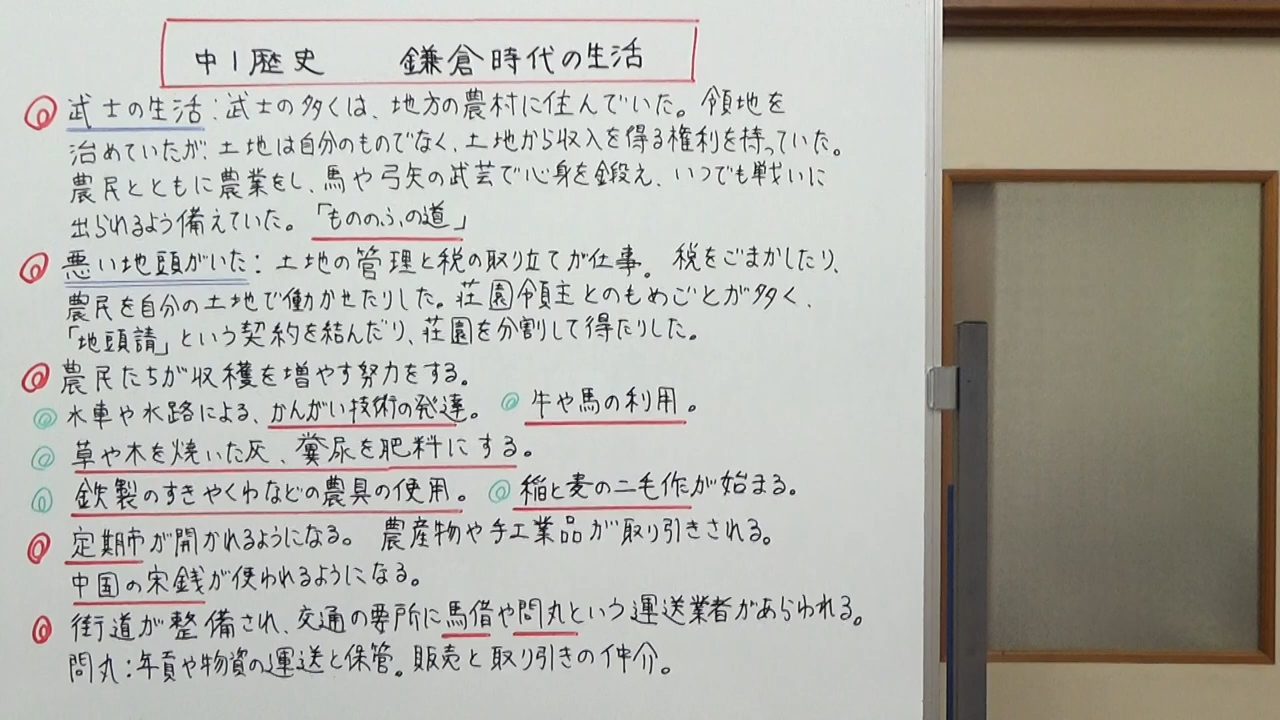 中1歴史 鎌倉時代の生活
◎ 武士の生活:武士の多くは、地方の農村に住んでいた。領地を
治めていたが、土地は自分のものでなく、土地から収入を得る権利を持っていた。
農民とともに農業をし、馬や弓矢の武芸で心身を鍛え、いつでも戦いに
出られるよう備えていた。「もののふの道」
◎ 悪い地頭がいた:土地の管理と税の取り立てが仕事。税をごまかしたり、
農民を自分の土地で働かせたりした。荘園領主とのもめごとが多く、
「地頭請」という契約を結んだり、荘園を分割して得たりした。
◎ 農民たちが収穫を増やす努力をする。
◎ 水車や水路による、かんがい技術の発達。 ◎ 牛や馬の利用。
◎ 草や木を焼いた灰、糞尿を肥料にする。
◎ 鉄製のすきやくわなどの農具の使用。 ◎ 稲と麦の二毛作が始まる。
◎ 定期市が開かれるようになる。 農産物や手工業品が取り引きされる。
中国の宋銭が使われるようになる。
◎ 街道が整備され、交通の要所に馬借や問丸という運送業者があらわれる。
問丸:年貢や物資の運送と保管。販売と取り引きの仲介。